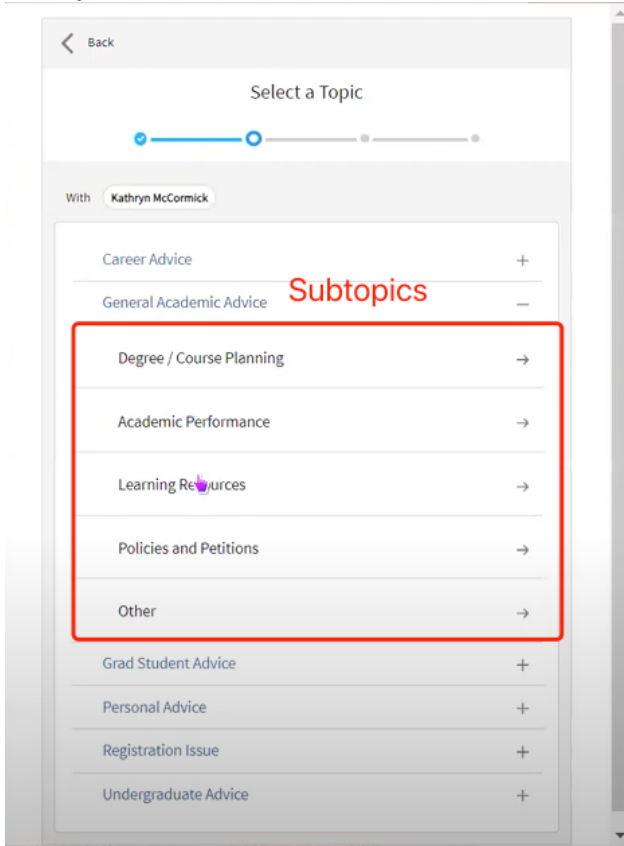 Back
Select a Topic
With Kathryn McCormick
Career Advice
Subtopics
General Academic Advice
Degree / Course Planning
Academic Performance
Learning
Policies and Petitions
Other
Grad Student Advice
Personal Advice
Registration Issue
Undergraduate Advice